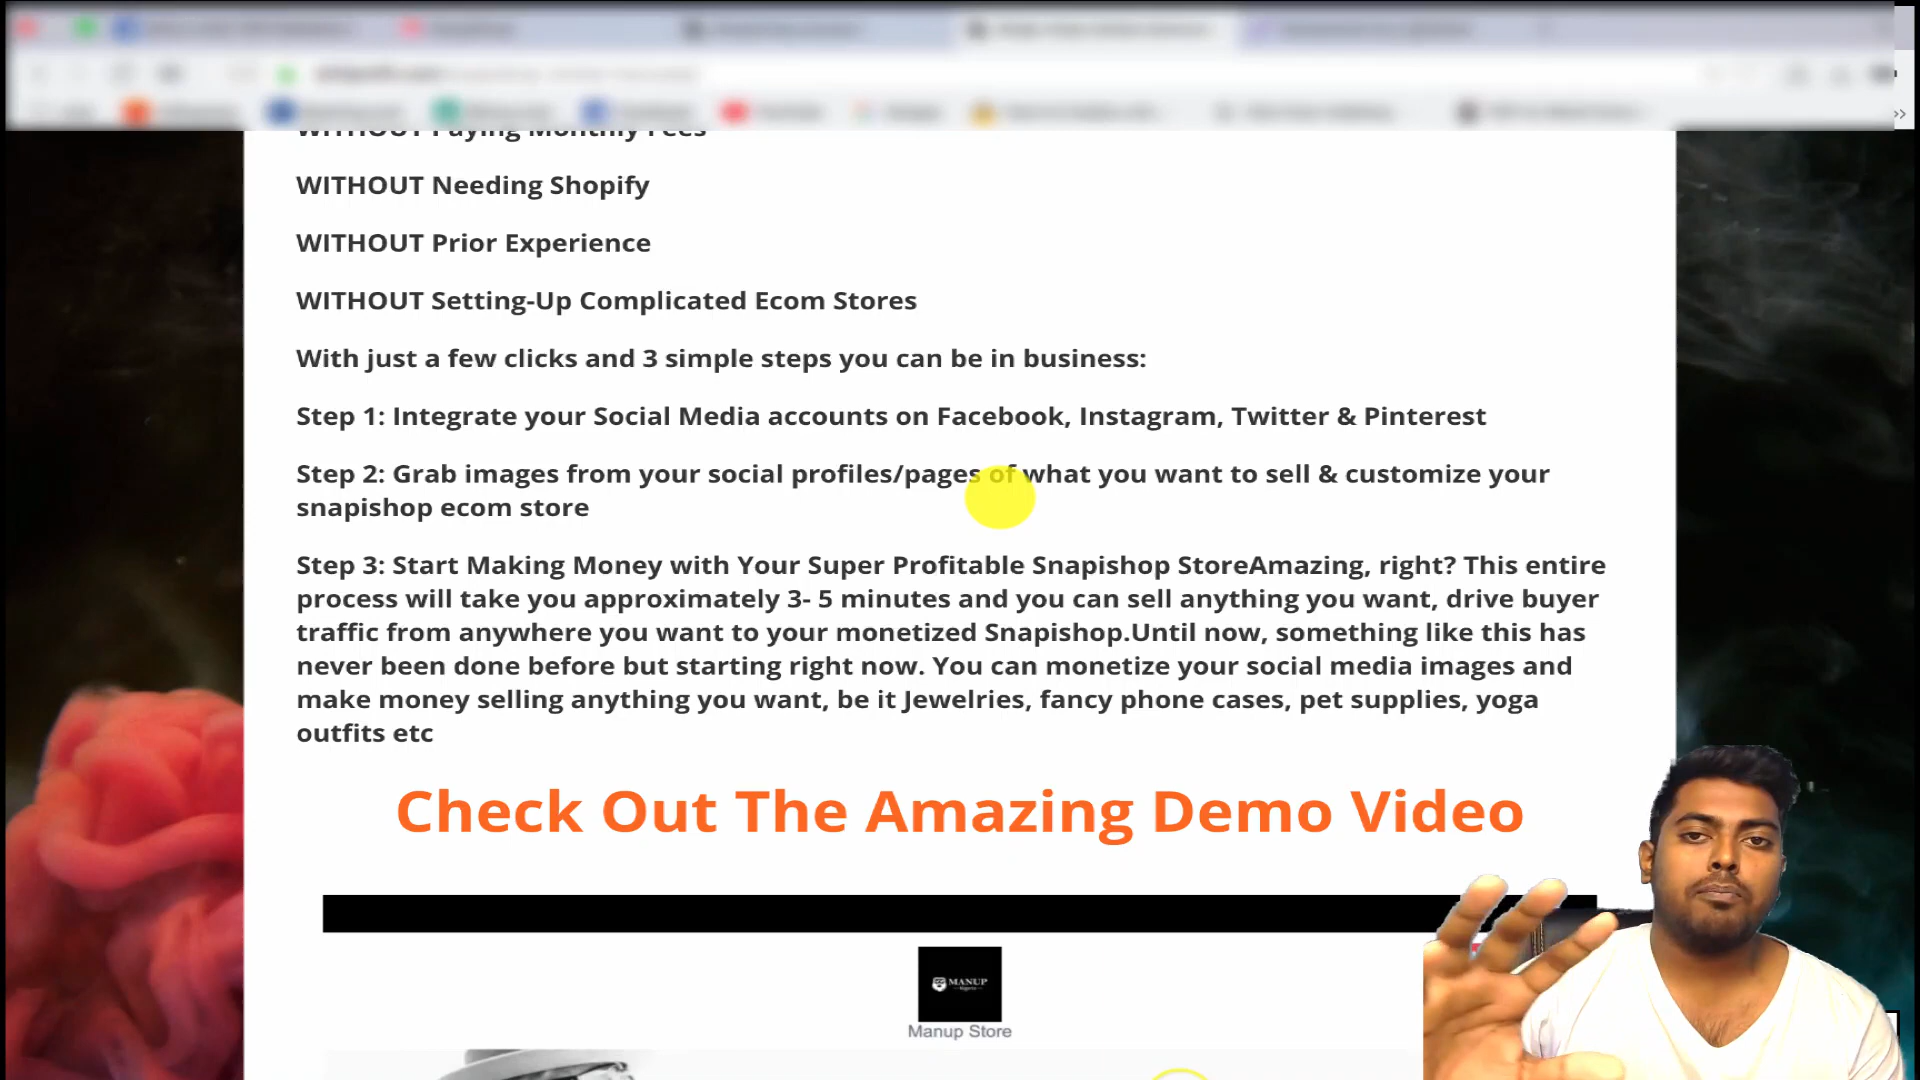 WITHOUT Paying Monthly Fees
WITHOUT Needing Shopify
WITHOUT Prior Experience
WITHOUT Setting-Up Complicated Ecom Stores
With just a few clicks and 3 simple steps you can be in business:
Step 1: Integrate your Social Media accounts on Facebook, Instagram, Twitter & Pinterest
Step 2: Grab images from your social profiles/pages of what you want to sell & customize your
snapishop ecom store
Step 3: Start Making Money with Your Super Profitable Snapishop StoreAmazing, right? This entire
process will take you approximately 3- 5 minutes and you can sell anything you want, drive buyer
traffic from anywhere you want to your monetized Snapishop.Until now, something like this has
never been done before but starting right now. You can monetize your social media images and
make money selling anything you want, be it Jewelries, fancy phone cases, pet supplies, yoga
outfits etc
Check Out The Amazing Demo Video
MANUP
Manup Store